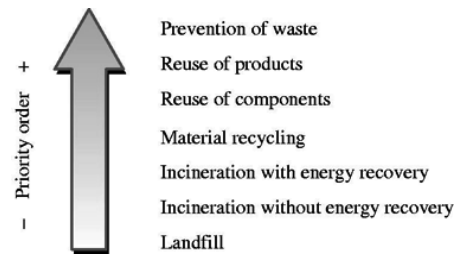 Prevention of waste
Reuse of products
Reuse of components
Material recycling
Incineration with energy recovery
Incineration without energy recovery
Landfill
− Priority order +